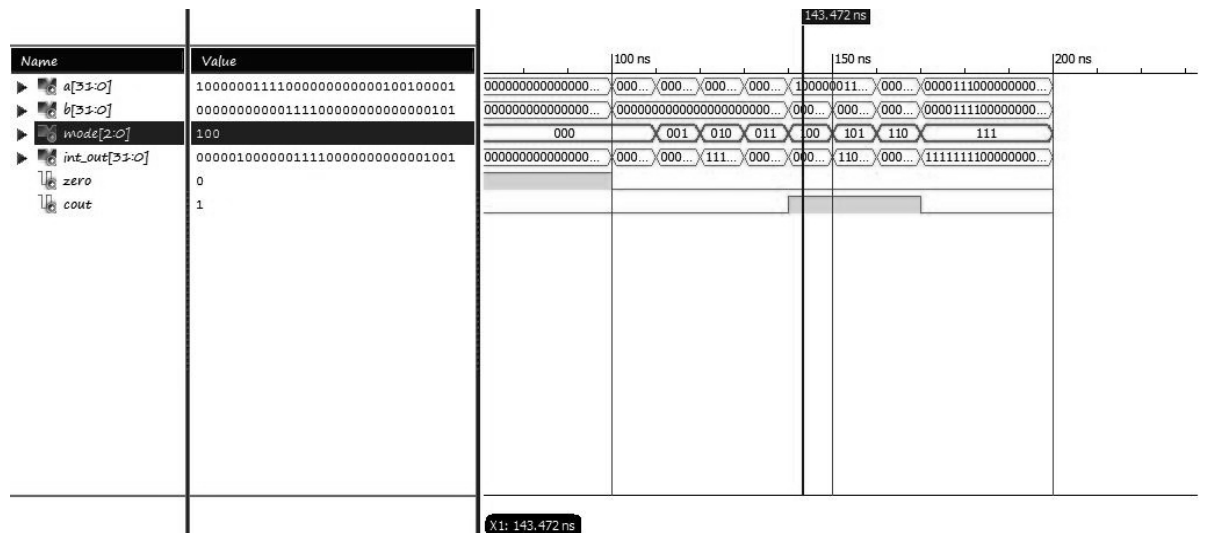 143.472 ns
Name Value
100 ns 150 ns 200 ns
a[31:0] 10000001111000000000000100100001 000000000000000... 000... 000... 000... 000... 100000011... 000... 0000111000000000...
b[31:0] 00000000001111000000000000000101 000000000000000... 0000000000000000000000 000... 000... 000... 0000111100000000...
mode[2:0] 100 000 001 010 011 100 101 110 111
int_out[31:0] 00000100000011110000000000001001 000000000000000... 000... 000... 111... 000... 000... 110... 000... 1111111100000000...
zero 0
cout 1
X1: 143.472 ns